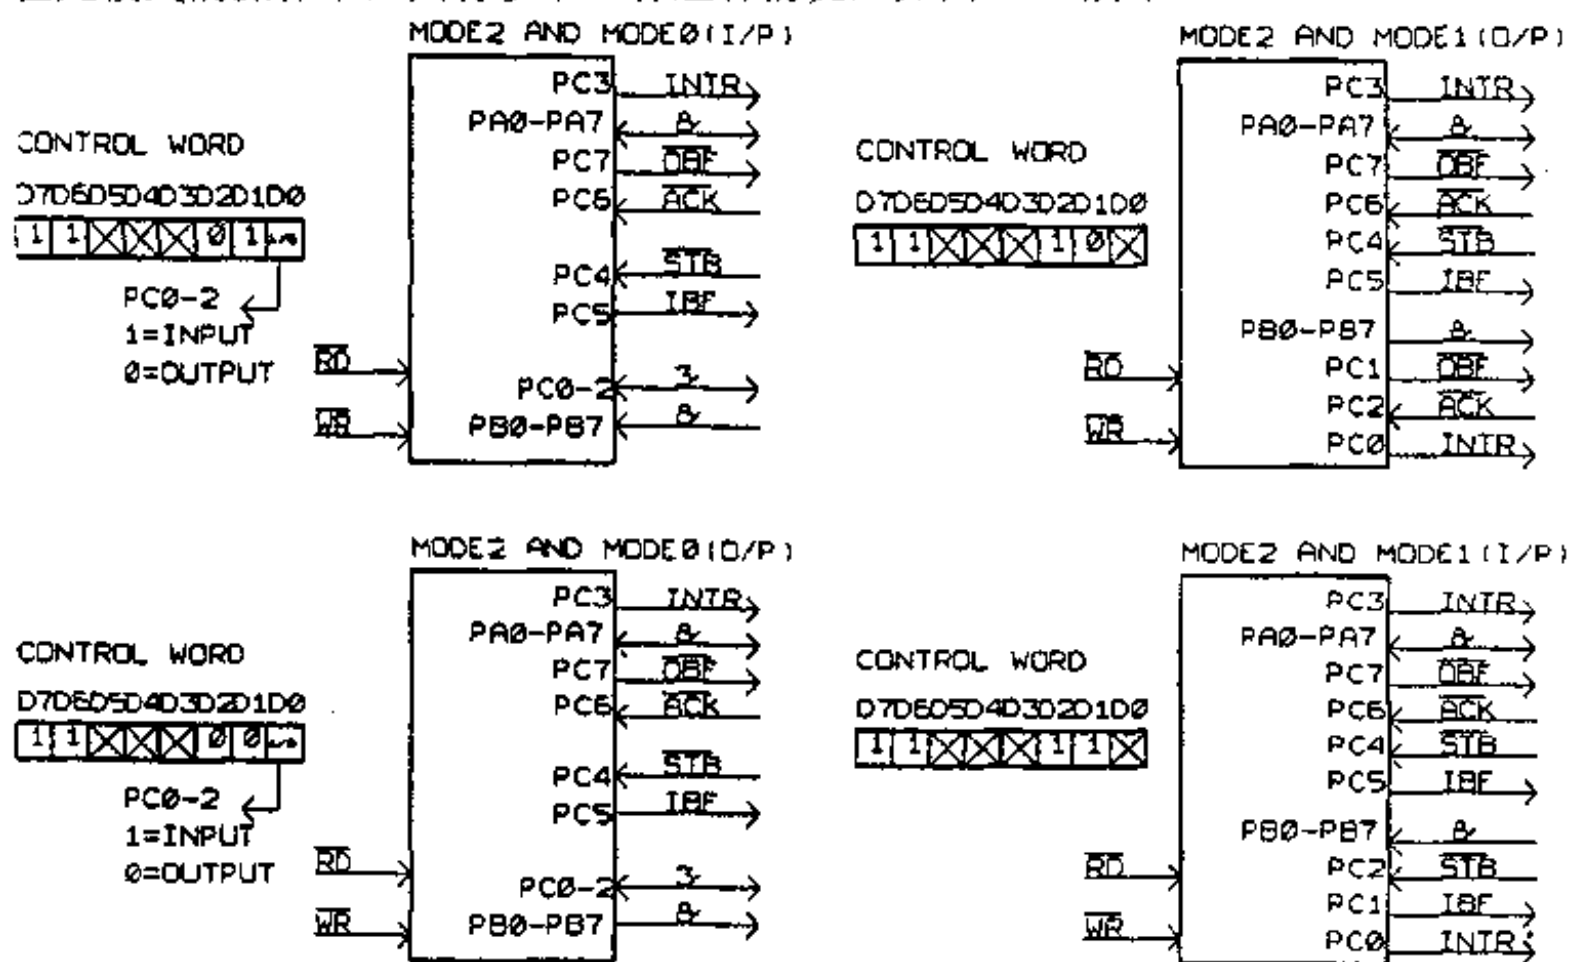 MODE2 AND MODE0(I/P)
PC3 INTR
PA0-PA7 8
PC7 OBF
PC6 ACK
PC4 STB
PC5 IBF
PC0-2 3
PB0-PB7 8
RD
WR
CONTROL WORD
D7D6D5D4D3D2D1D0
1 1 X X X 0 1
PC0-2
1=INPUT
0=OUTPUT
MODE2 AND MODE1(O/P)
PC3 INTR
PA0-PA7 8
PC7 OBF
PC6 ACK
PC4 STB
PC5 IBF
PB0-PB7 8
PC1 OBF
PC2 ACK
PC0 INTR
RD
WR
CONTROL WORD
D7D6D5D4D3D2D1D0
1 1 X X X 1 0 X
MODE2 AND MODE0(O/P)
PC3 INTR
PA0-PA7 8
PC7 OBF
PC6 ACK
PC4 STB
PC5 IBF
PC0-2 3
PB0-PB7 8
RD
WR
CONTROL WORD
D7D6D5D4D3D2D1D0
1 1 X X X 0 0
PC0-2
1=INPUT
0=OUTPUT
MODE2 AND MODE1(I/P)
PC3 INTR
PA0-PA7 8
PC7 OBF
PC6 ACK
PC4 STB
PC5 IBF
PB0-PB7 8
PC2 STB
PC1 IBF
PC0 INTR
RD
WR
CONTROL WORD
D7D6D5D4D3D2D1D0
1 1 X X X 1 1 X